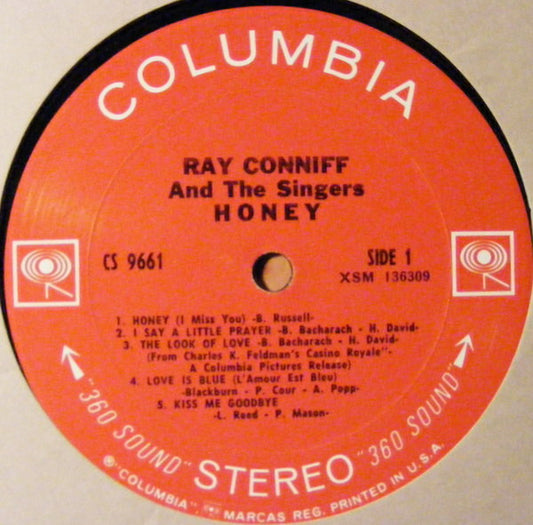 COLUMBIA
RAY CONNIFF
And The Singers
HONEY
CS 9661
SIDE 1
XSM 136309
1. HONEY (I Miss You) -B. Russell-
2. I SAY A LITTLE PRAYER -B. Bacharach - H. David-
3. THE LOOK OF LOVE -B. Bacharach - H. David-
(From Charles K. Feldman's Casino Royale"-
A Columbia Pictures Release)
4. LOVE IS BLUE (L'Amour Est Bleu)
-Blackburn - P. Cour - A. Popp-
5. KISS ME GOODBYE
-L. Reed - P. Mason-
"360 SOUND" STEREO "360 SOUND"
® "COLUMBIA", MARCAS REG. PRINTED IN U.S.A.